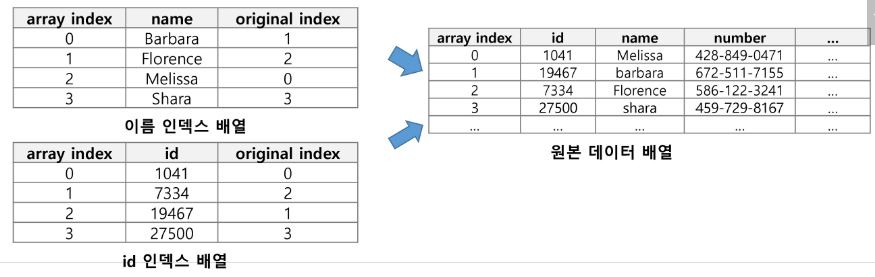 array index name original index
0 Barbara 1
1 Florence 2
2 Melissa 0
3 Shara 3
이름 인덱스 배열
array index id original index
0 1041 0
1 7334 2
2 19467 1
3 27500 3
id 인덱스 배열
array index id name number ...
0 1041 Melissa 428-849-0471 ...
1 19467 barbara 672-511-7155 ...
2 7334 Florence 586-122-3241 ...
3 27500 shara 459-729-8167 ...
... ... ... ... ...
원본 데이터 배열